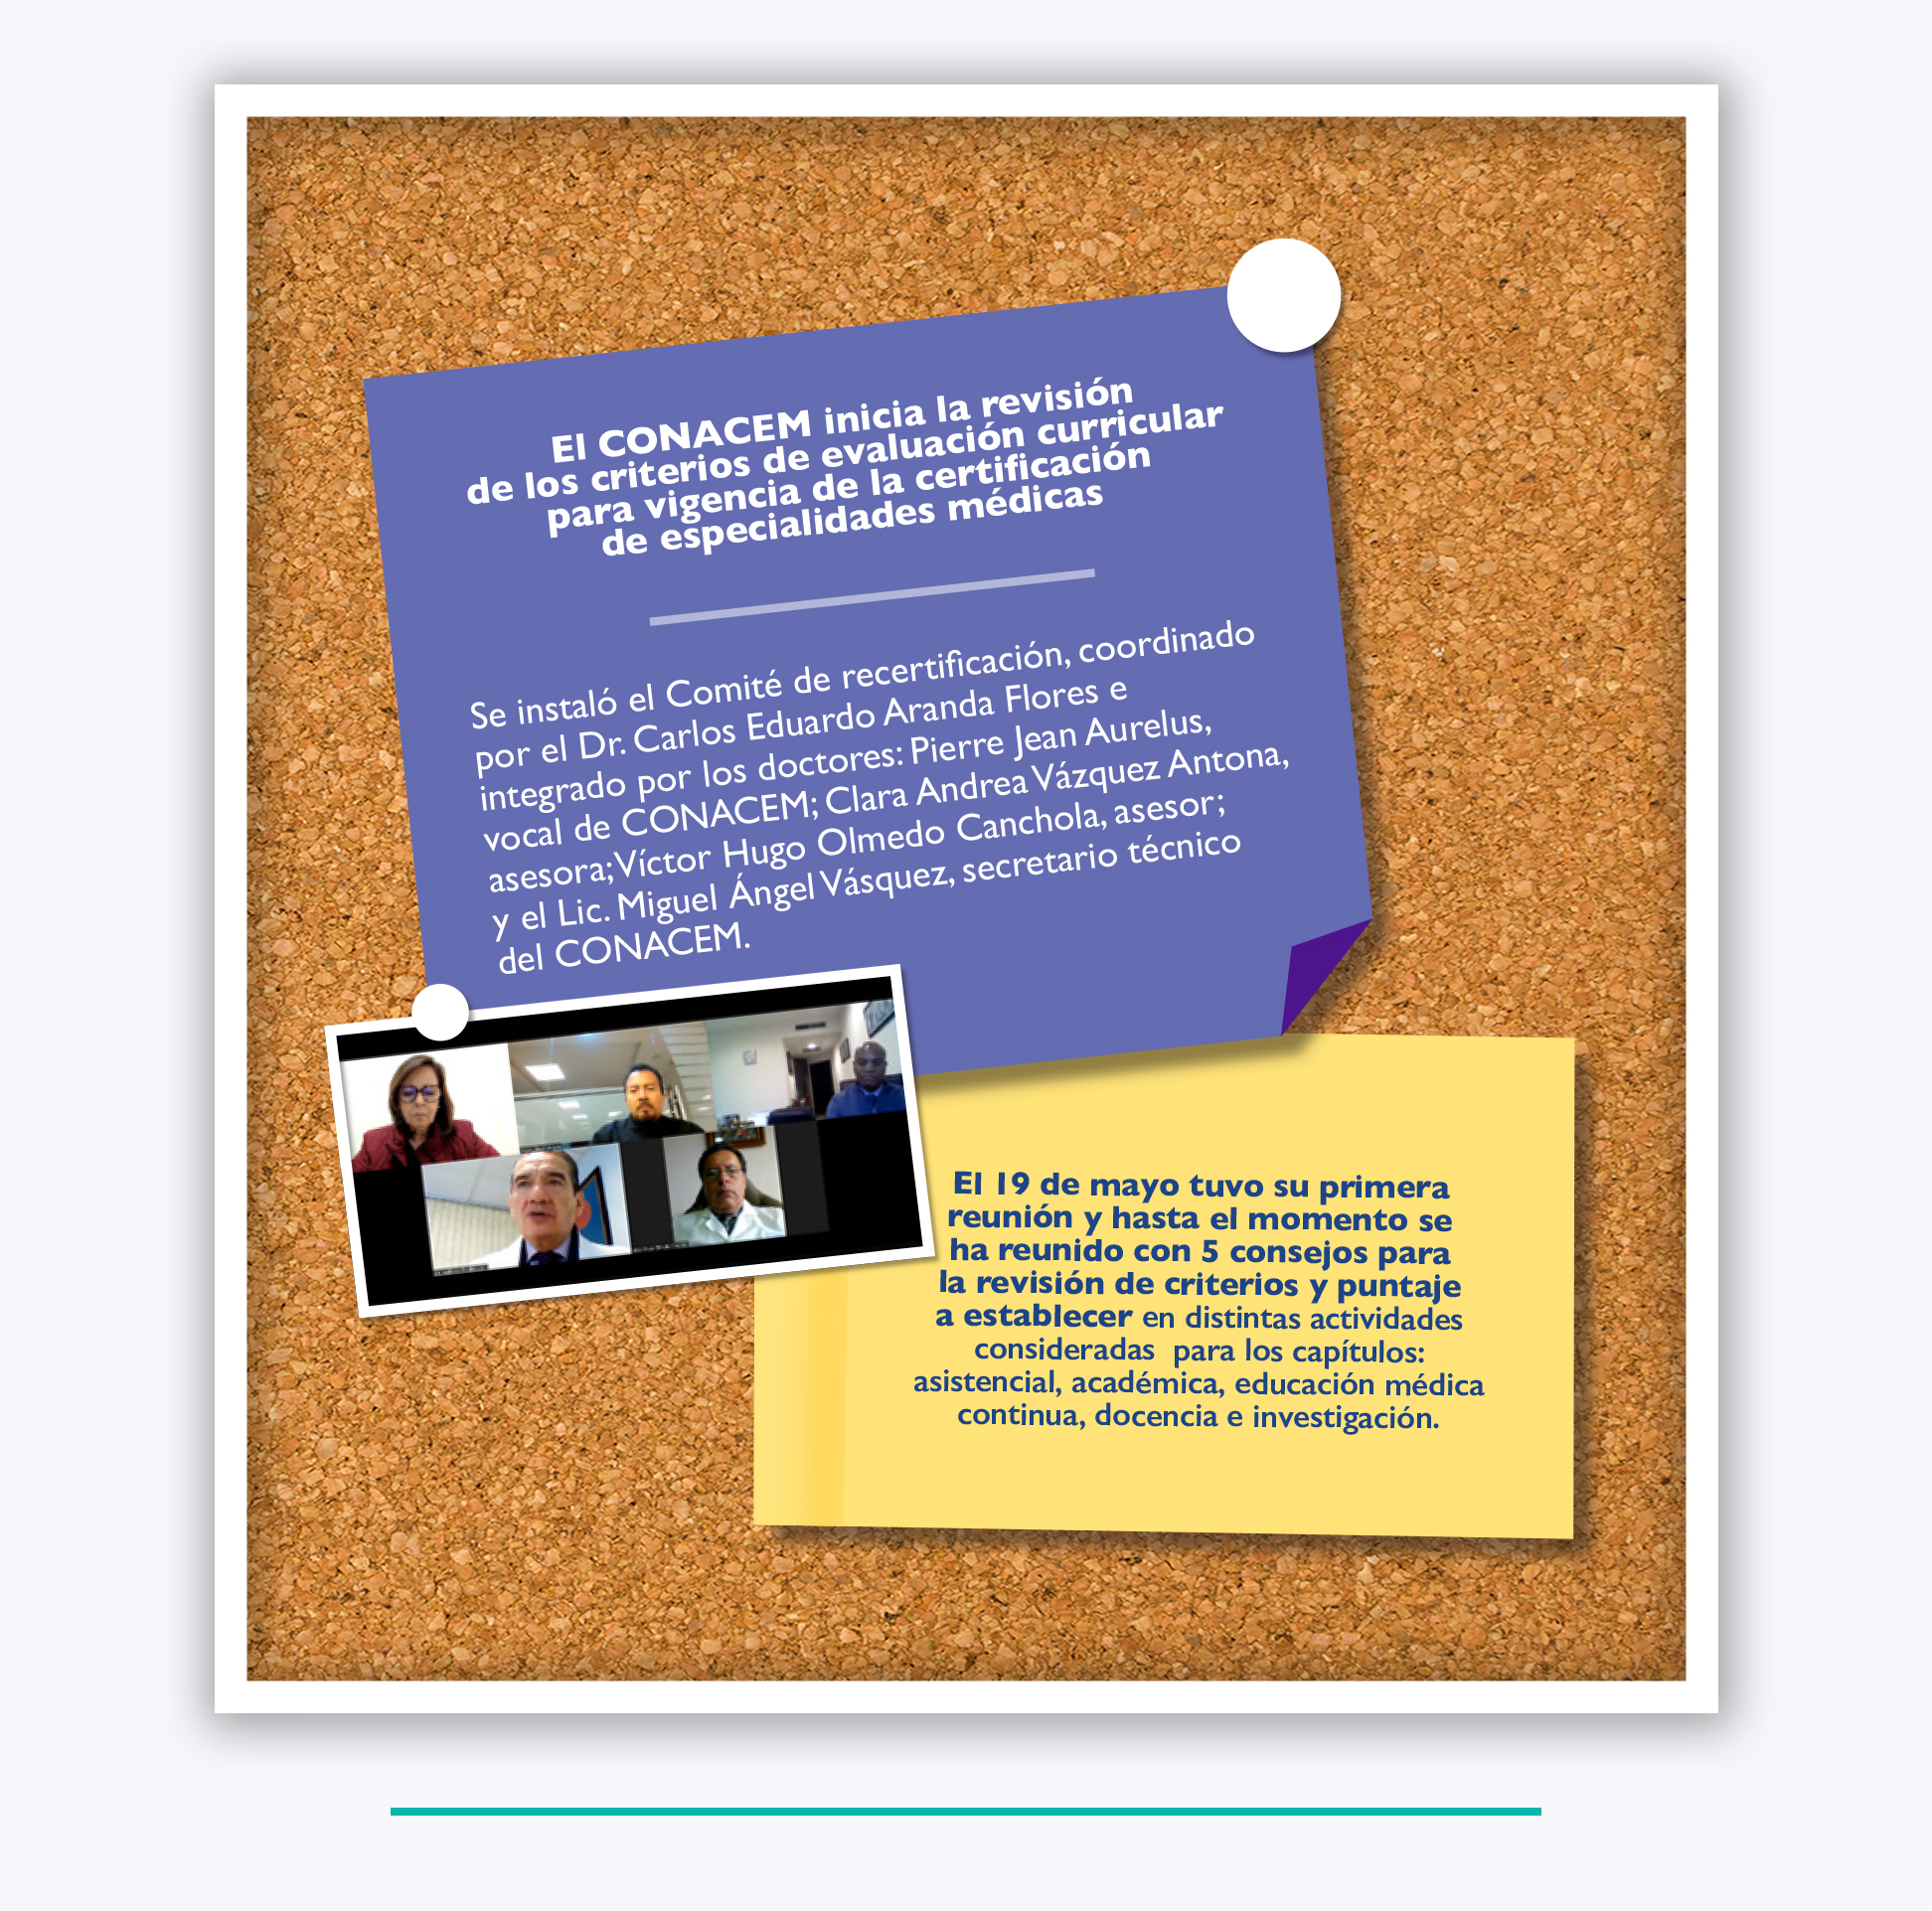 El CONACEM inicia la revisión
de los criterios de evaluación curricular
para vigencia de la certificación
de especialidades médicas
Se instaló el Comité de recertificación, coordinado
por el Dr. Carlos Eduardo Aranda Flores e
integrado por los doctores: Pierre Jean Aurelus,
vocal de CONACEM; Clara Andrea Vázquez Antona,
asesora; Víctor Hugo Olmedo Canchola, asesor;
y el Lic. Miguel Ángel Vásquez, secretario técnico
del CONACEM.
El 19 de mayo tuvo su primera
reunión y hasta el momento se
ha reunido con 5 consejos para
la revisión de criterios y puntaje
a establecer en distintas actividades
consideradas para los capítulos:
asistencial, académica, educación médica
continua, docencia e investigación.